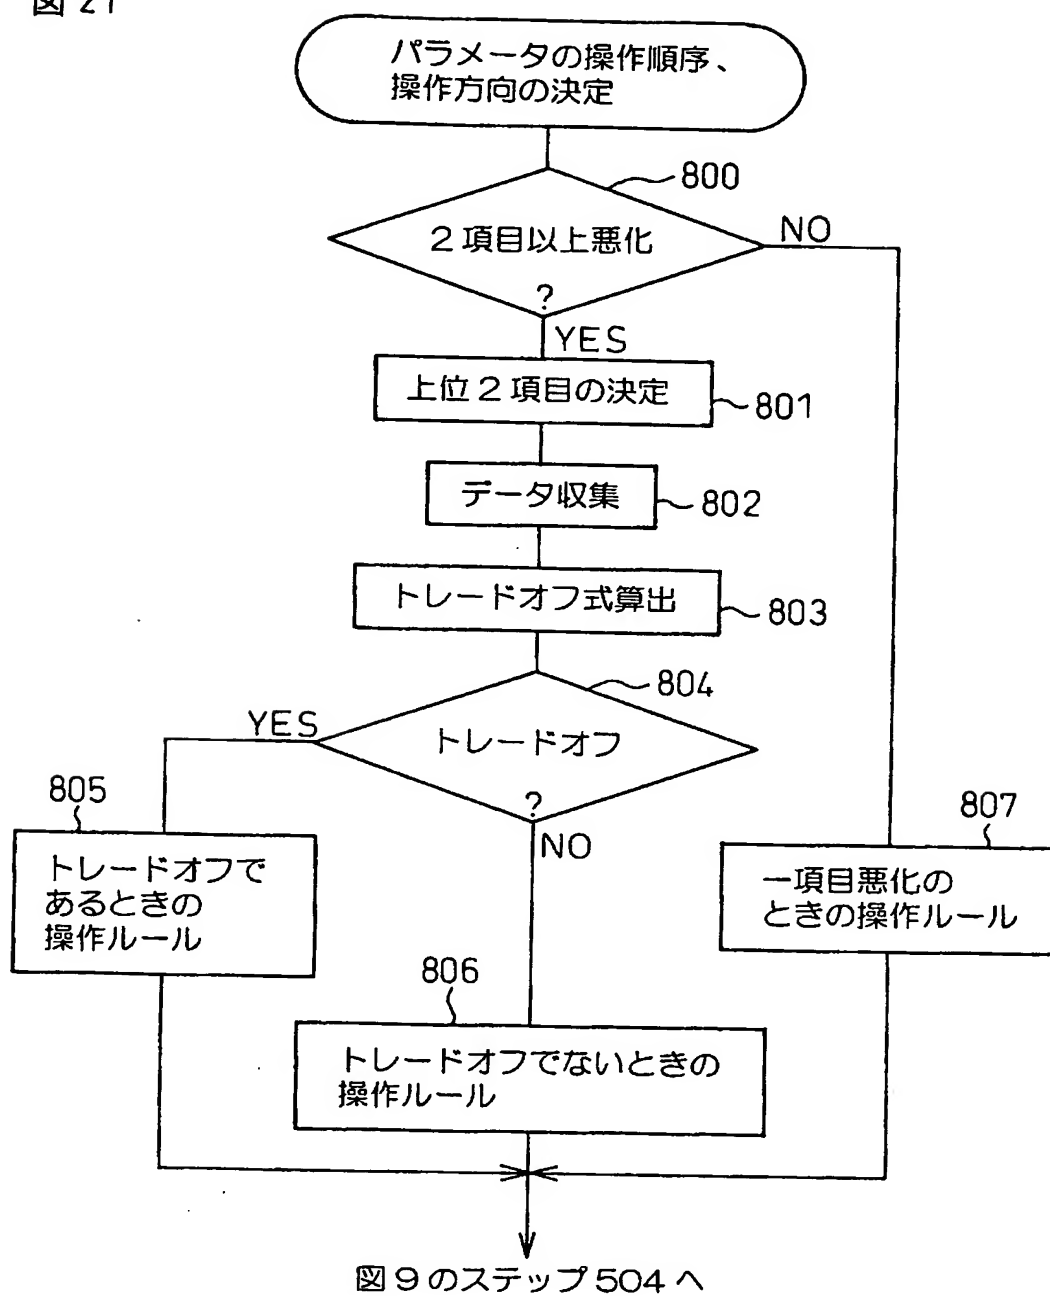 図21
パラメータの操作順序、
操作方向の決定
800
2項目以上悪化
?
NO
YES
上位2項目の決定
801
データ収集
802
トレードオフ式算出
803
804
YES
トレードオフ
?
NO
805
トレードオフで
あるときの
操作ルール
807
一項目悪化の
ときの操作ルール
806
トレードオフでないときの
操作ルール
図9のステップ504へ